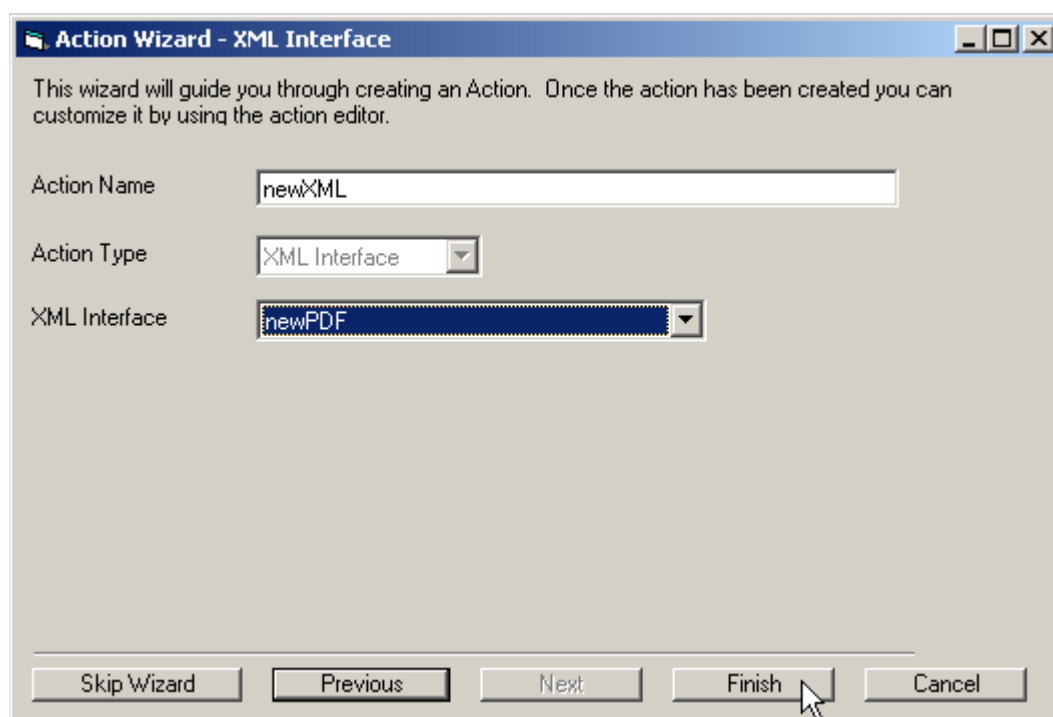 Action Wizard - XML Interface
This wizard will guide you through creating an Action. Once the action has been created you can
customize it by using the action editor.
Action Name newXML
Action Type XML Interface
XML Interface newPDF
Skip Wizard Previous Next Finish Cancel